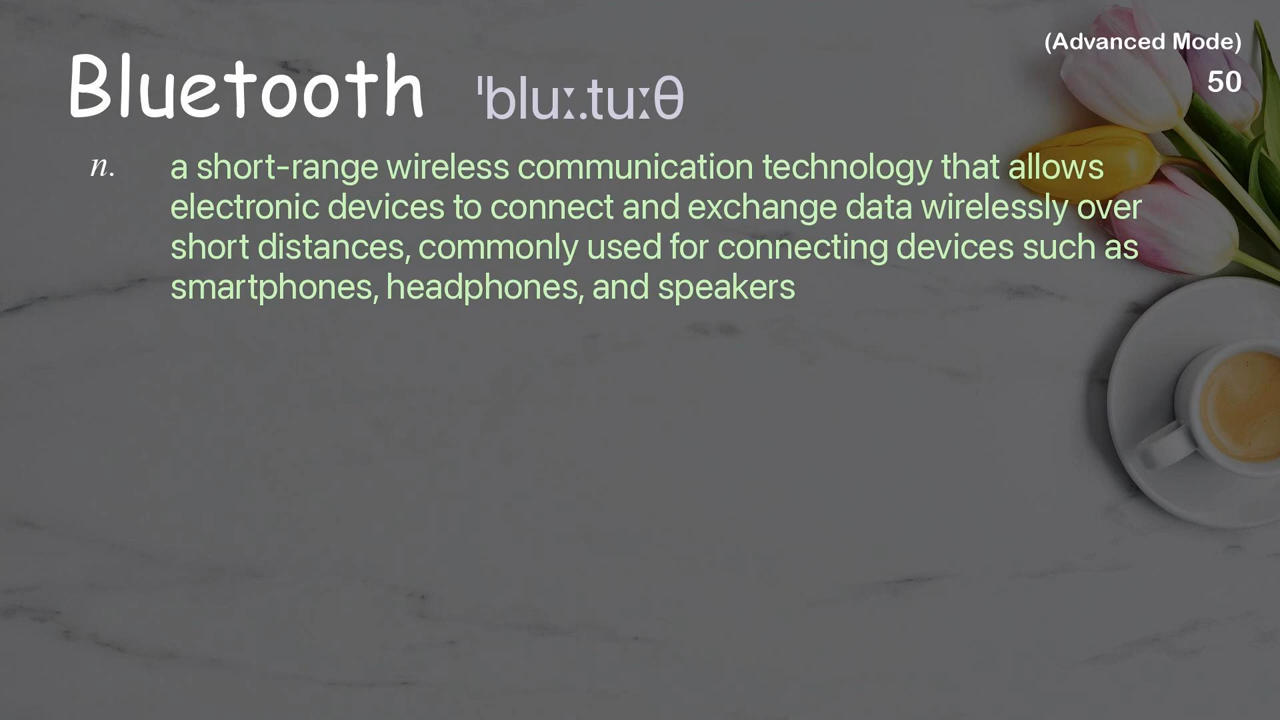 (Advanced Mode)
50
Bluetooth ˈbluː.tuːθ
n. a short-range wireless communication technology that allows
electronic devices to connect and exchange data wirelessly over
short distances, commonly used for connecting devices such as
smartphones, headphones, and speakers